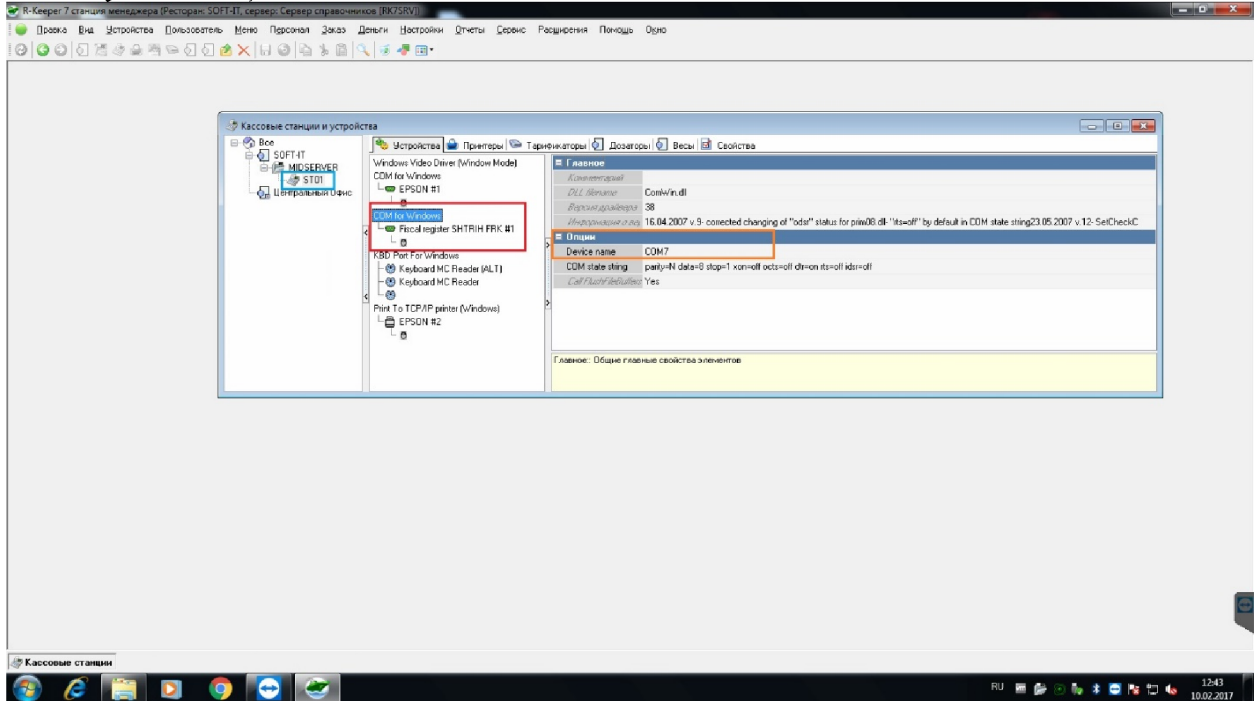 R-Keeper 7 станция менеджера (Ресторан: SOFT-IT, сервер: Сервер справочников [RK7SRV])
Правка Вид Устройства Пользователь Меню Персонал Заказ Деньги Настройки Отчеты Сервис Расширения Помощь Окно
Кассовые станции и устройства
Все
SOFT-IT
MIDSERVER
ST01
Центральный Офис
Устройства Принтеры Тарификаторы Дозаторы Весы Свойства
Windows Video Driver (Window Mode)
COM for Windows
EPSON #1
COM for Windows
Fiscal register SHTRIH FRK #1
KBD Port For Windows
Keyboard MC Reader (ALT)
Keyboard MC Reader
Print To TCP/IP printer (Windows)
EPSON #2
Главное
Комментарий
DLL filename ComWin.dll
Версия драйвера 38
16.04.2007 v.9- corrected changing of "odsr" status for prim08.dll- "rts=off" by default in COM state string23.05.2007 v.12- SetCheckC
Опции
Device name COM7
COM state string parity=N data=8 stop=1 xon=off octs=off dtr=on rts=off idsr=off
Yes
Главное:: Общие главные свойства элементов
Кассовые станции
RU
12:43
10.02.2017